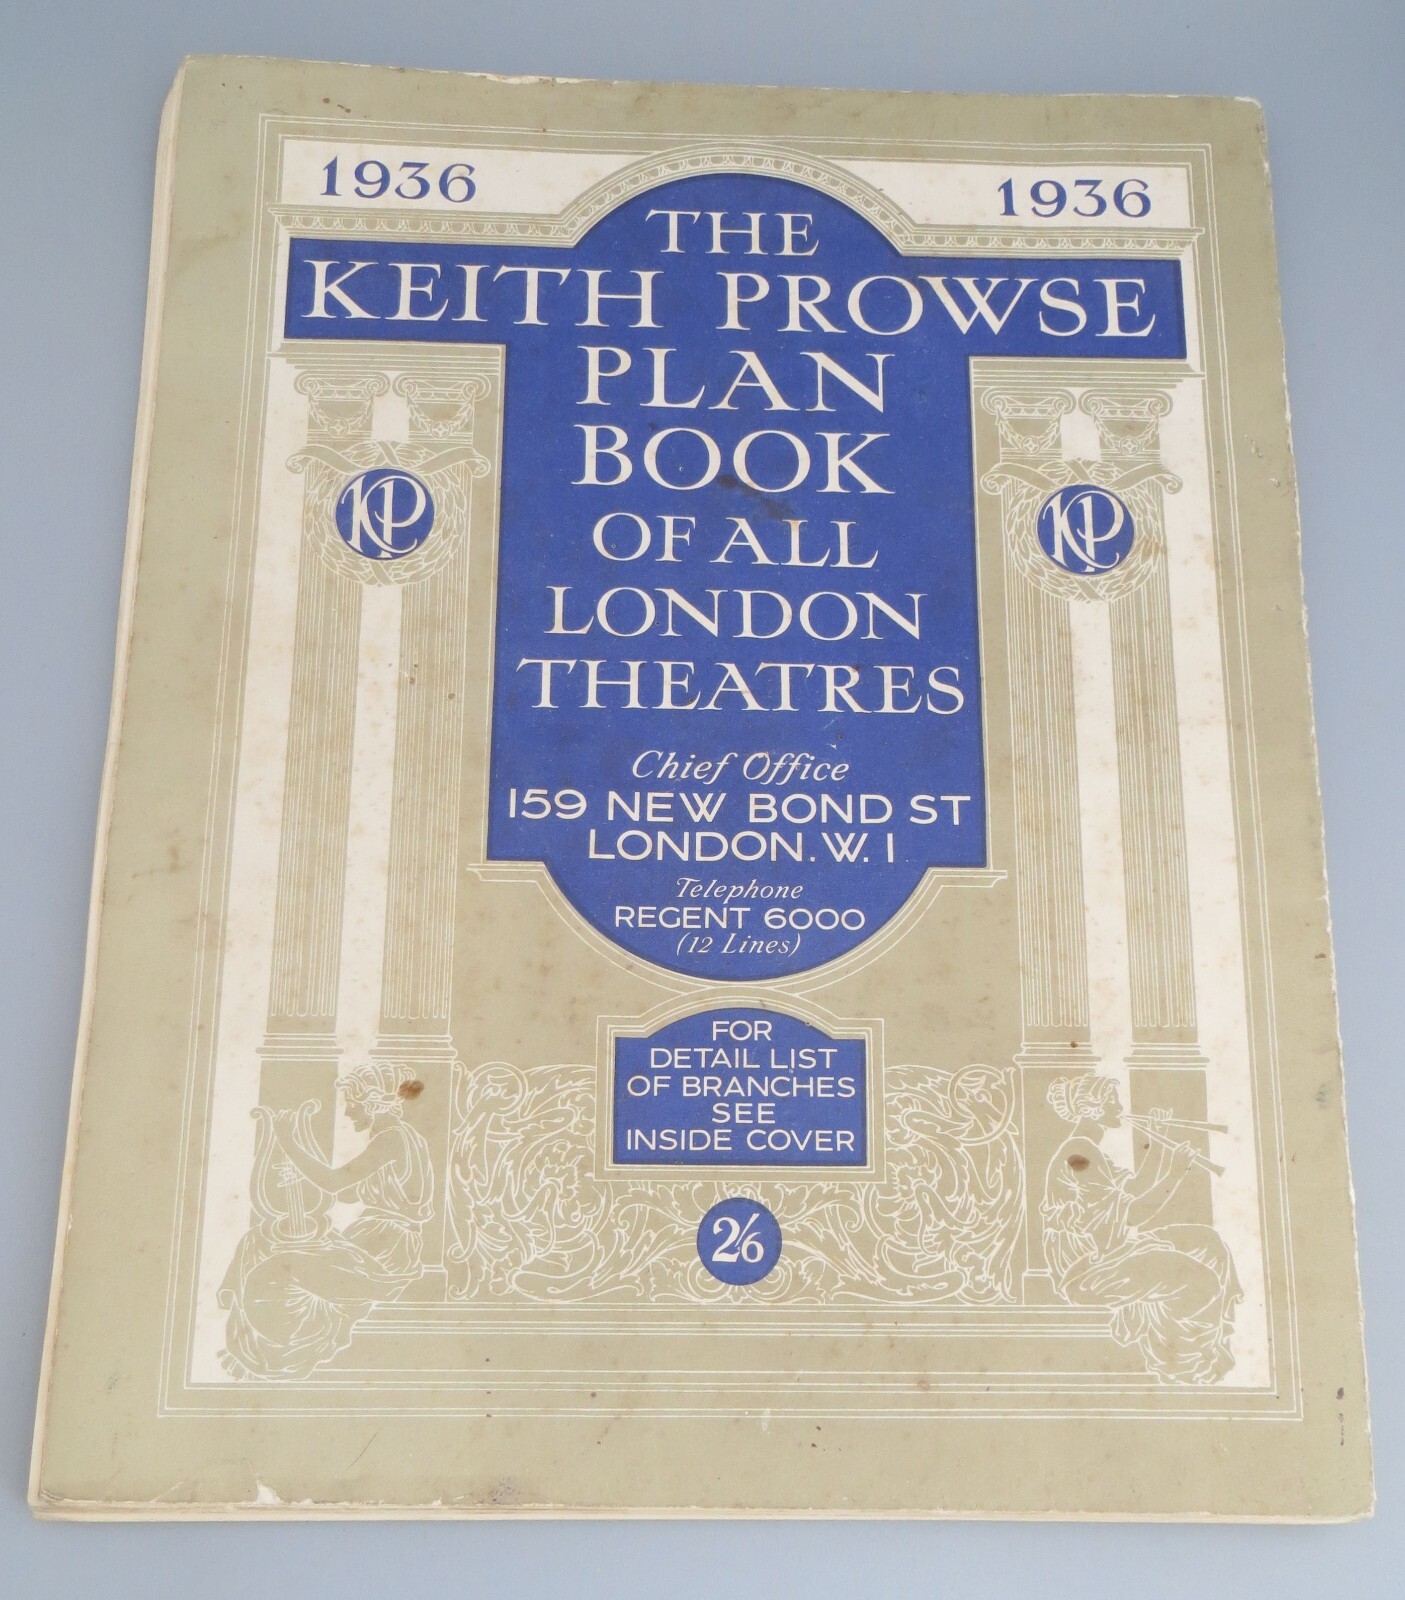 1936 1936
THE
KEITH PROWSE
PLAN
BOOK
OF ALL
LONDON
THEATRES
KP KP
Chief Office
159 NEW BOND ST
LONDON. W. 1
Telephone
REGENT 6000
(12 Lines)
FOR
DETAIL LIST
OF BRANCHES
SEE
INSIDE COVER
2/6